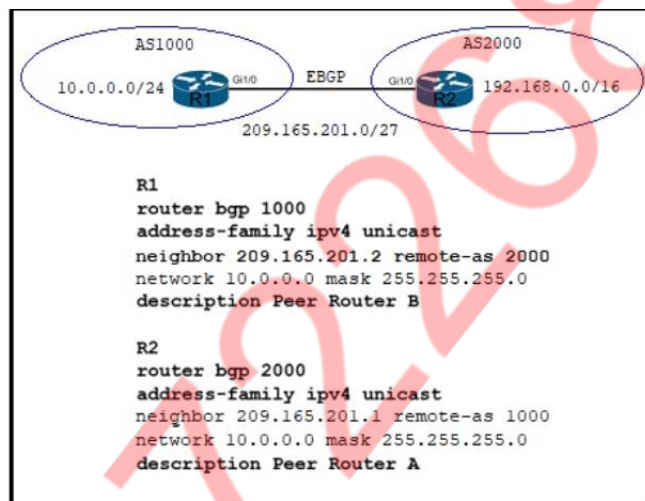 AS1000 AS2000
10.0.0.0/24 R1 Gi1/0 EBGP Gi1/0 R2 192.168.0.0/16
209.165.201.0/27
R1
router bgp 1000
address-family ipv4 unicast
neighbor 209.165.201.2 remote-as 2000
network 10.0.0.0 mask 255.255.255.0
description Peer Router B
R2
router bgp 2000
address-family ipv4 unicast
neighbor 209.165.201.1 remote-as 1000
network 10.0.0.0 mask 255.255.255.0
description Peer Router A